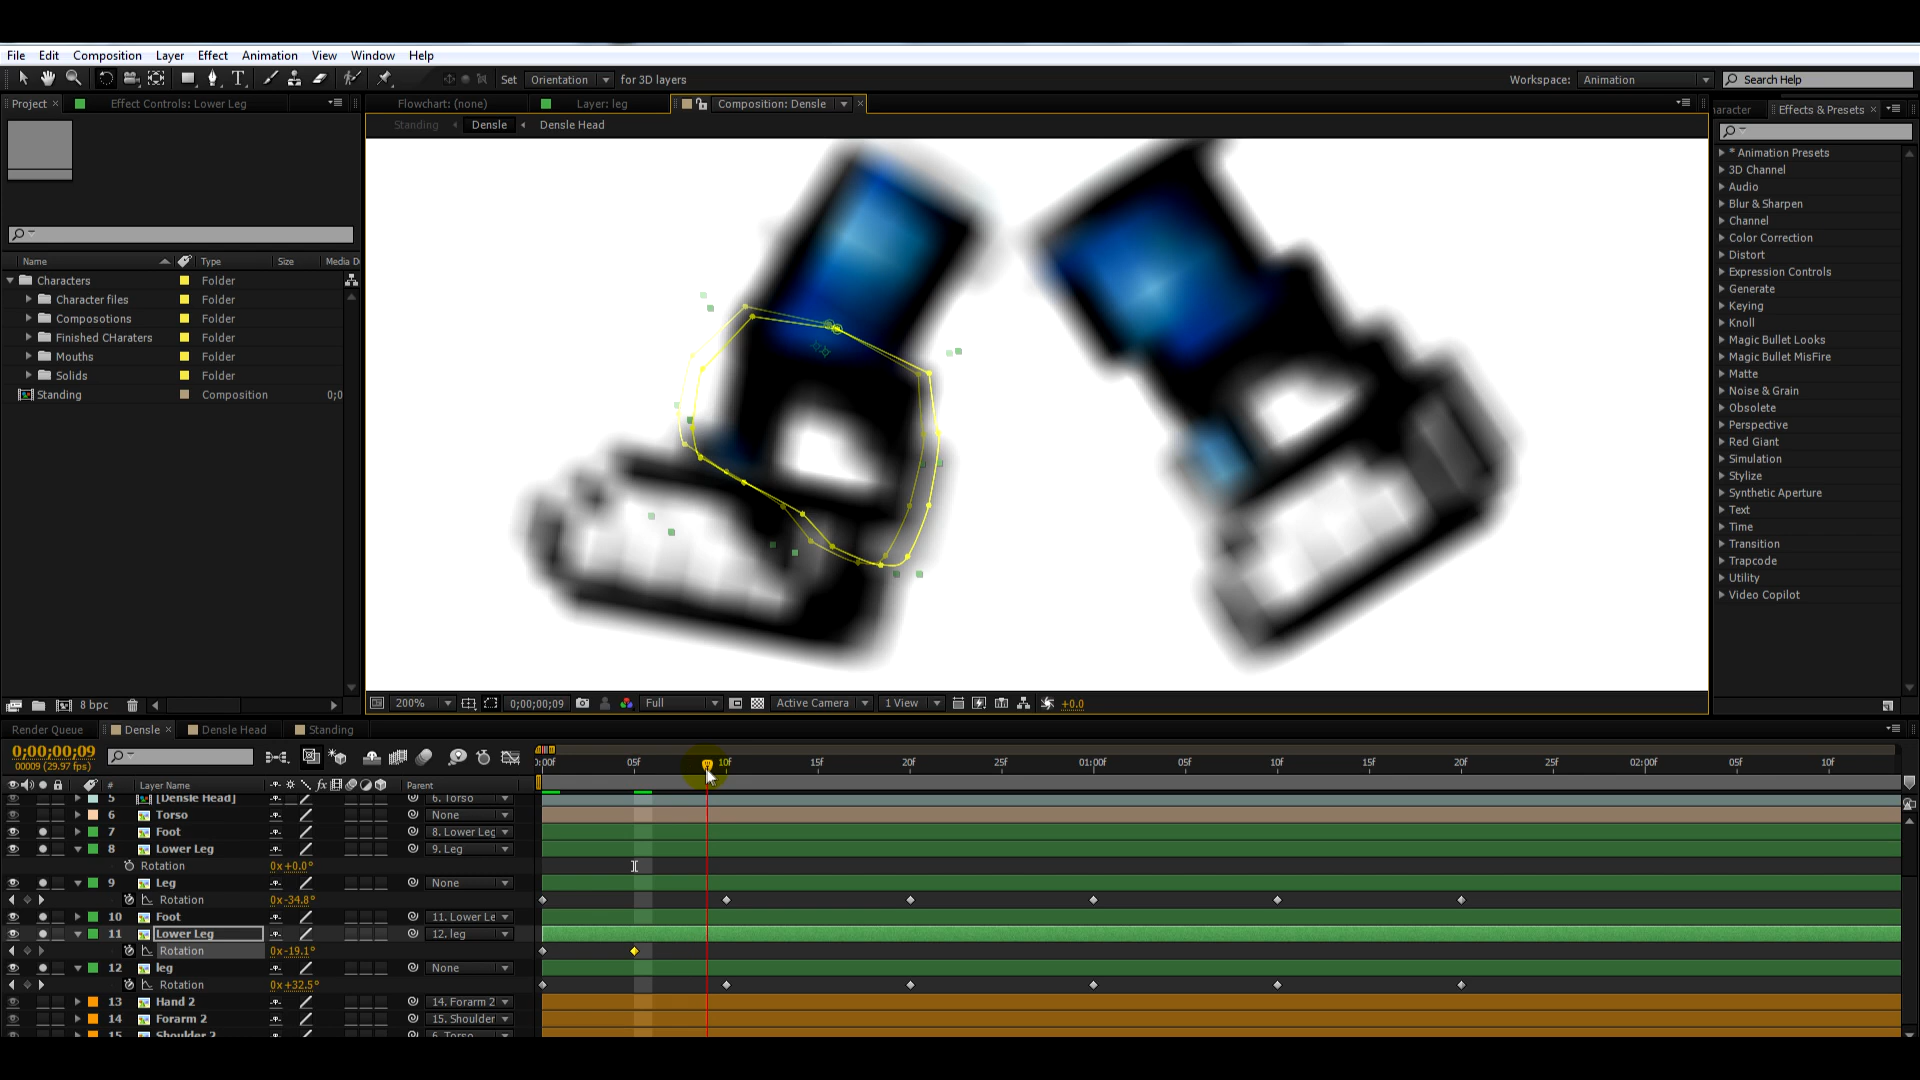 File Edit Composition Layer Effect Animation View Window Help
Set Orientation for 3D layers Workspace: Animation Search Help
Project × Effect Controls: Lower Leg Flowchart: (none) Layer: leg Composition: Densle × Effects & Presets ×
Standing Densle Densle Head
* Animation Presets
3D Channel
Audio
Blur & Sharpen
Channel
Color Correction
Distort
Expression Controls
Generate
Keying
Knoll
Magic Bullet Looks
Magic Bullet MisFire
Matte
Noise & Grain
Obsolete
Perspective
Red Giant
Simulation
Stylize
Synthetic Aperture
Text
Time
Transition
Trapcode
Utility
Video Copilot
Name Type Size Media D
Characters Folder
Character files Folder
Compositions Folder
Finished CHaraters Folder
Mouths Folder
Solids Folder
Standing Composition 0;0
8 bpc
200% 0;00;00;09 Full Active Camera 1 View +0.0
Render Queue Densle × Densle Head Standing
0;00;00;09
00009 (29.97 fps)
0:00f 05f 10f 15f 20f 25f 01:00f 05f 10f 15f 20f 25f 02:00f 05f 10f
# Layer Name fx Parent
5 [Densle Head] 6. Torso
6 Torso None
7 Foot 8. Lower Leg
8 Lower Leg 9. Leg
Rotation 0x+0.0°
9 Leg None
Rotation 0x-34.8°
10 Foot 11. Lower Le
11 Lower Leg 12. leg
Rotation 0x-19.1°
12 leg None
Rotation 0x+32.5°
13 Hand 2 14. Forarm 2
14 Forarm 2 15. Shoulder
15 Shoulder 2 6. Torso